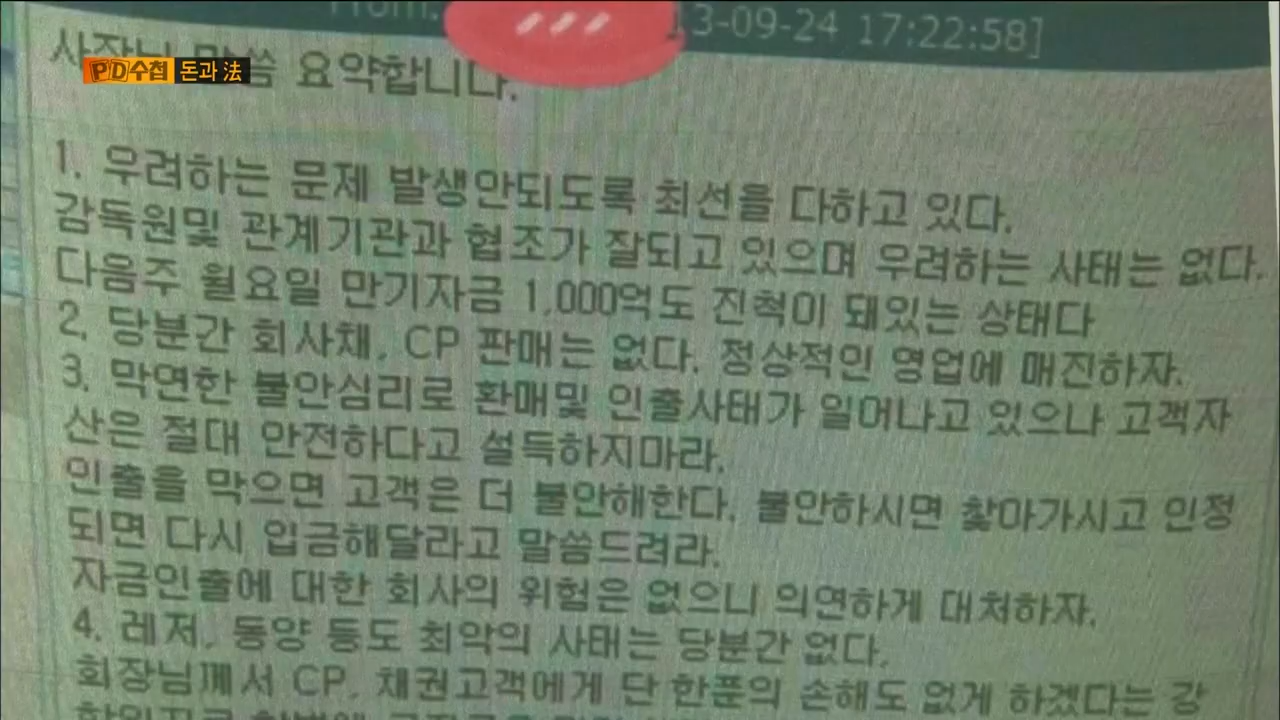 From:
3-09-24 17:22:58]
PD수첩 돈과 法
사장님 말씀 요약합니다.
1. 우려하는 문제 발생안되도록 최선을 다하고 있다.
감독원및 관계기관과 협조가 잘되고 있으며 우려하는 사태는 없다.
다음주 월요일 만기자금 1,000억도 진척이 돼있는 상태다
2. 당분간 회사채, CP 판매는 없다. 정상적인 영업에 매진하자.
3. 막연한 불안심리로 환매및 인출사태가 일어나고 있으나 고객자
산은 절대 안전하다고 설득하지마라.
인출을 막으면 고객은 더 불안해한다. 불안하시면 찾아가시고 인정
되면 다시 입금해달라고 말씀드려라.
자금인출에 대한 회사의 위험은 없으니 의연하게 대처하자.
4. 레저, 동양 등도 최악의 사태는 당분간 없다.
회장님께서 CP, 채권고객에게 단 한푼의 손해도 없게 하겠다는 강